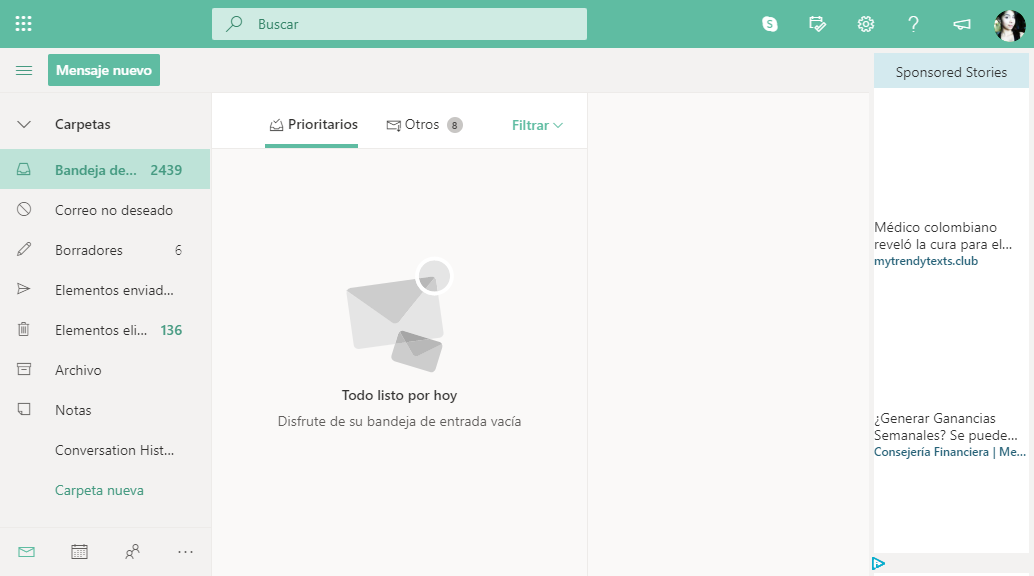 Buscar
Mensaje nuevo
Sponsored Stories
Carpetas
Prioritarios
Otros 8
Filtrar
Bandeja de... 2439
Correo no deseado
Borradores 6
Elementos enviad...
Elementos eli... 136
Archivo
Notas
Conversation Hist...
Carpeta nueva
Todo listo por hoy
Disfrute de su bandeja de entrada vacía
Médico colombiano
reveló la cura para el...
mytrendytexts.club
¿Generar Ganancias
Semanales? Se puede...
Consejería Financiera | Me...